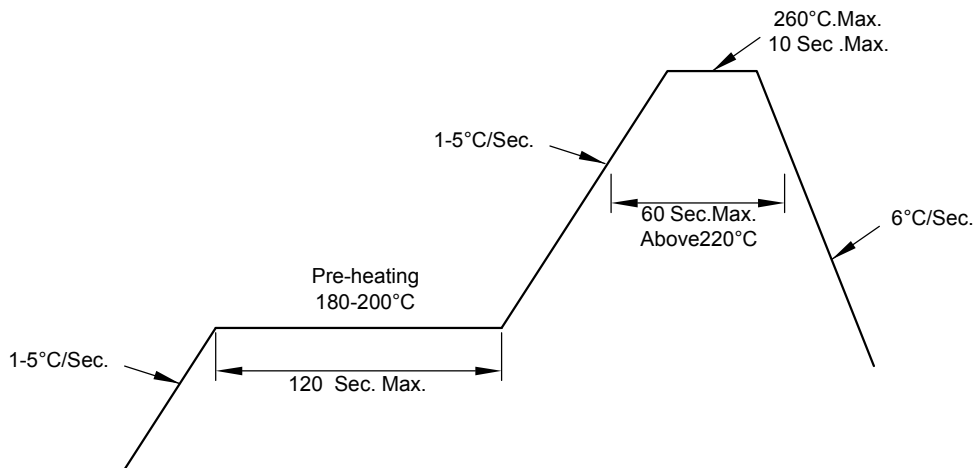 260°C.Max.
10 Sec .Max.
1-5°C/Sec.
60 Sec.Max.
Above220°C
6°C/Sec.
Pre-heating
180-200°C
1-5°C/Sec.
120 Sec. Max.